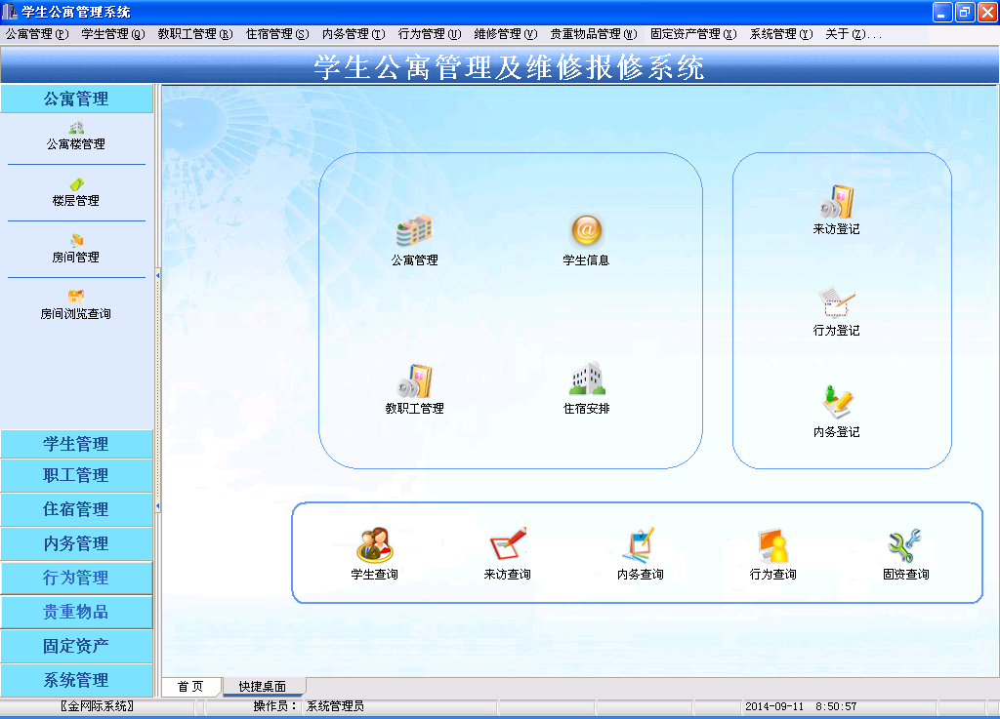 学生公寓管理系统
公寓管理(P) 学生管理(Q) 教职工管理(R) 住宿管理(S) 内务管理(T) 行为管理(U) 维修管理(V) 贵重物品管理(W) 固定资产管理(X) 系统管理(Y) 关于(Z)...
学生公寓管理及维修报修系统
公寓管理
公寓楼管理
楼层管理
房间管理
房间浏览查询
学生管理
职工管理
住宿管理
内务管理
行为管理
贵重物品
固定资产
系统管理
公寓管理 学生信息
教职工管理 住宿安排
来访登记
行为登记
内务登记
学生查询 来访查询 内务查询 行为查询 固资查询
首 页 快捷桌面
【金网际系统】 操作员： 系统管理员 2014-09-11 8:50:57